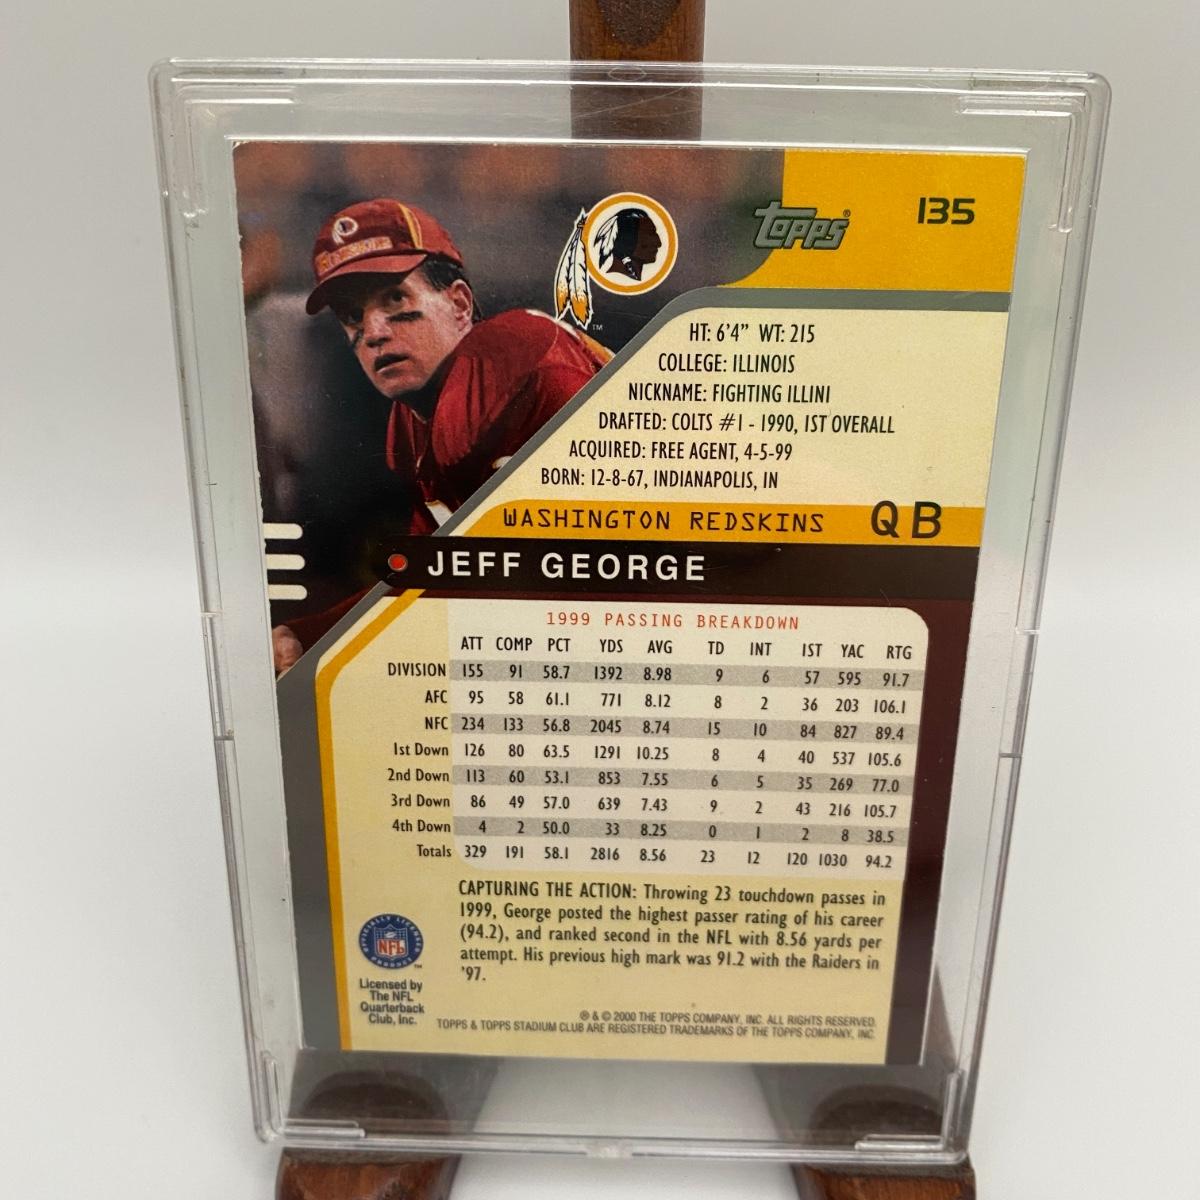 REDSKINS
TOPPS®
135
TM
HT: 6'4" WT: 215
COLLEGE: ILLINOIS
NICKNAME: FIGHTING ILLINI
DRAFTED: COLTS #1 - 1990, 1ST OVERALL
ACQUIRED: FREE AGENT, 4-5-99
BORN: 12-8-67, INDIANAPOLIS, IN
WASHINGTON REDSKINS QB
JEFF GEORGE
1999 PASSING BREAKDOWN
ATT COMP PCT YDS AVG TD INT 1ST YAC RTG
DIVISION 155 91 58.7 1392 8.98 9 6 57 595 91.7
AFC 95 58 61.1 771 8.12 8 2 36 203 106.1
NFC 234 133 56.8 2045 8.74 15 10 84 827 89.4
1st Down 126 80 63.5 1291 10.25 8 4 40 537 105.6
2nd Down 113 60 53.1 853 7.55 6 5 35 269 77.0
3rd Down 86 49 57.0 639 7.43 9 2 43 216 105.7
4th Down 4 2 50.0 33 8.25 0 1 2 8 38.5
Totals 329 191 58.1 2816 8.56 23 12 120 1030 94.2
CAPTURING THE ACTION: Throwing 23 touchdown passes in
1999, George posted the highest passer rating of his career
(94.2), and ranked second in the NFL with 8.56 yards per
attempt. His previous high mark was 91.2 with the Raiders in
'97.
OFFICIALLY LICENSED
NFL
PRODUCT
TM
Licensed by
The NFL
Quarterback
Club, Inc.
® & © 2000 THE TOPPS COMPANY, INC. ALL RIGHTS RESERVED.
TOPPS & TOPPS STADIUM CLUB ARE REGISTERED TRADEMARKS OF THE TOPPS COMPANY, INC.